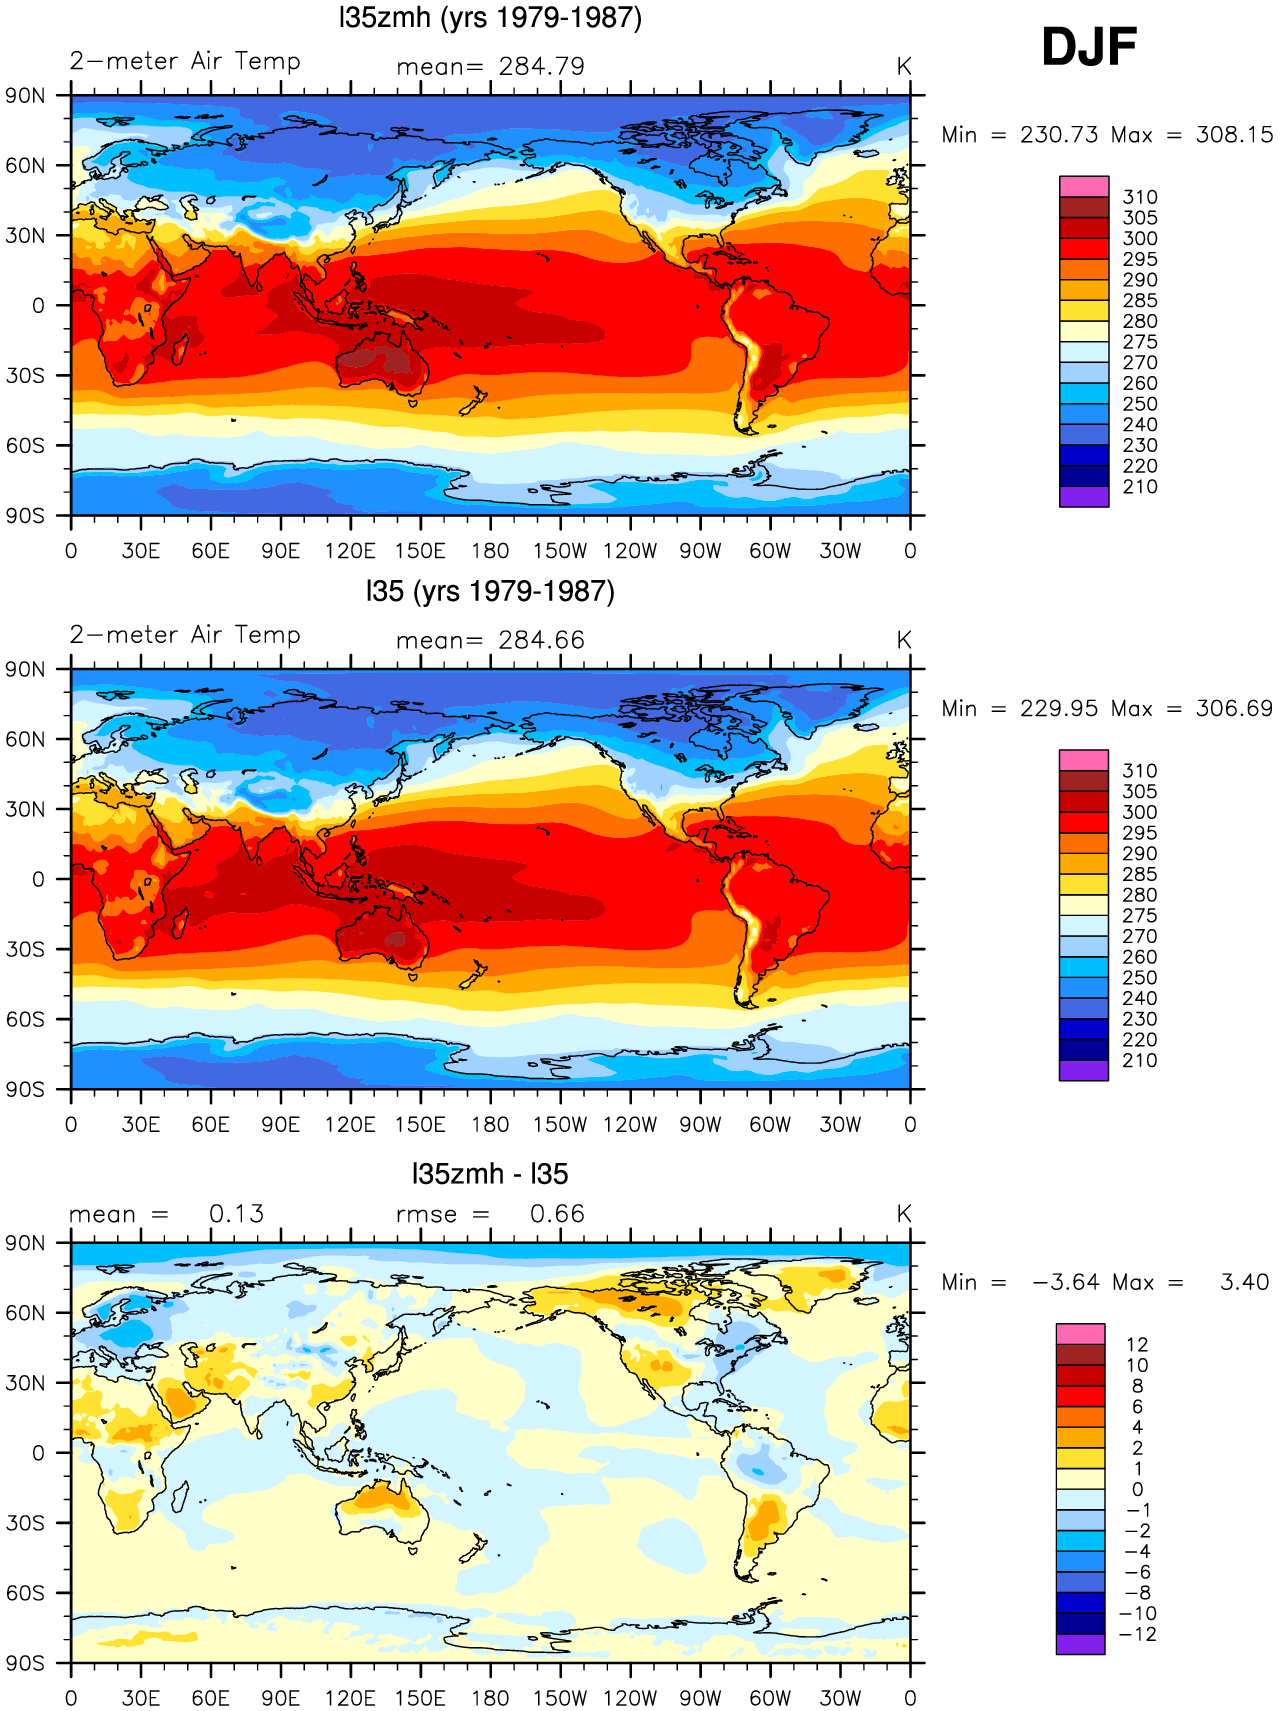 l35zmh (yrs 1979-1987)
DJF
2-meter Air Temp mean= 284.79 K
Min = 230.73 Max = 308.15
90N
60N
30N
0
30S
60S
90S
0 30E 60E 90E 120E 150E 180 150W 120W 90W 60W 30W 0
310
305
300
295
290
285
280
275
270
260
250
240
230
220
210
l35 (yrs 1979-1987)
2-meter Air Temp mean= 284.66 K
Min = 229.95 Max = 306.69
90N
60N
30N
0
30S
60S
90S
0 30E 60E 90E 120E 150E 180 150W 120W 90W 60W 30W 0
310
305
300
295
290
285
280
275
270
260
250
240
230
220
210
l35zmh - l35
mean = 0.13 rmse = 0.66 K
Min = -3.64 Max = 3.40
90N
60N
30N
0
30S
60S
90S
0 30E 60E 90E 120E 150E 180 150W 120W 90W 60W 30W 0
12
10
8
6
4
2
1
0
-1
-2
-4
-6
-8
-10
-12